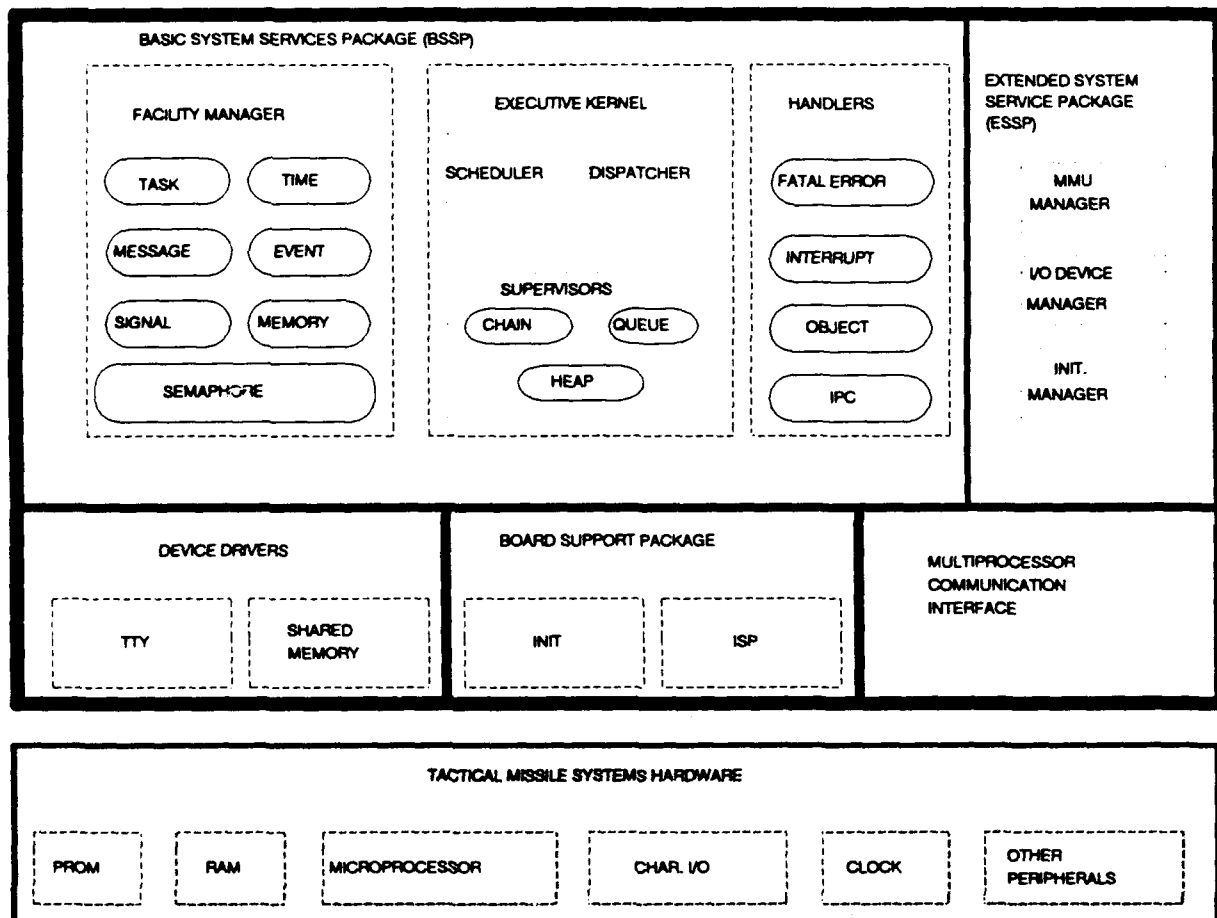 BASIC SYSTEM SERVICES PACKAGE (BSSP)
FACILITY MANAGER
TASK
TIME
MESSAGE
EVENT
SIGNAL
MEMORY
SEMAPHORE
EXECUTIVE KERNEL
SCHEDULER
DISPATCHER
SUPERVISORS
CHAIN
QUEUE
HEAP
HANDLERS
FATAL ERROR
INTERRUPT
OBJECT
IPC
EXTENDED SYSTEM
SERVICE PACKAGE
(ESSP)
MMU
MANAGER
I/O DEVICE
MANAGER
INIT.
MANAGER
DEVICE DRIVERS
TTY
SHARED
MEMORY
BOARD SUPPORT PACKAGE
INIT
ISP
MULTIPROCESSOR
COMMUNICATION
INTERFACE
TACTICAL MISSILE SYSTEMS HARDWARE
PROM
RAM
MICROPROCESSOR
CHAR. I/O
CLOCK
OTHER
PERIPHERALS